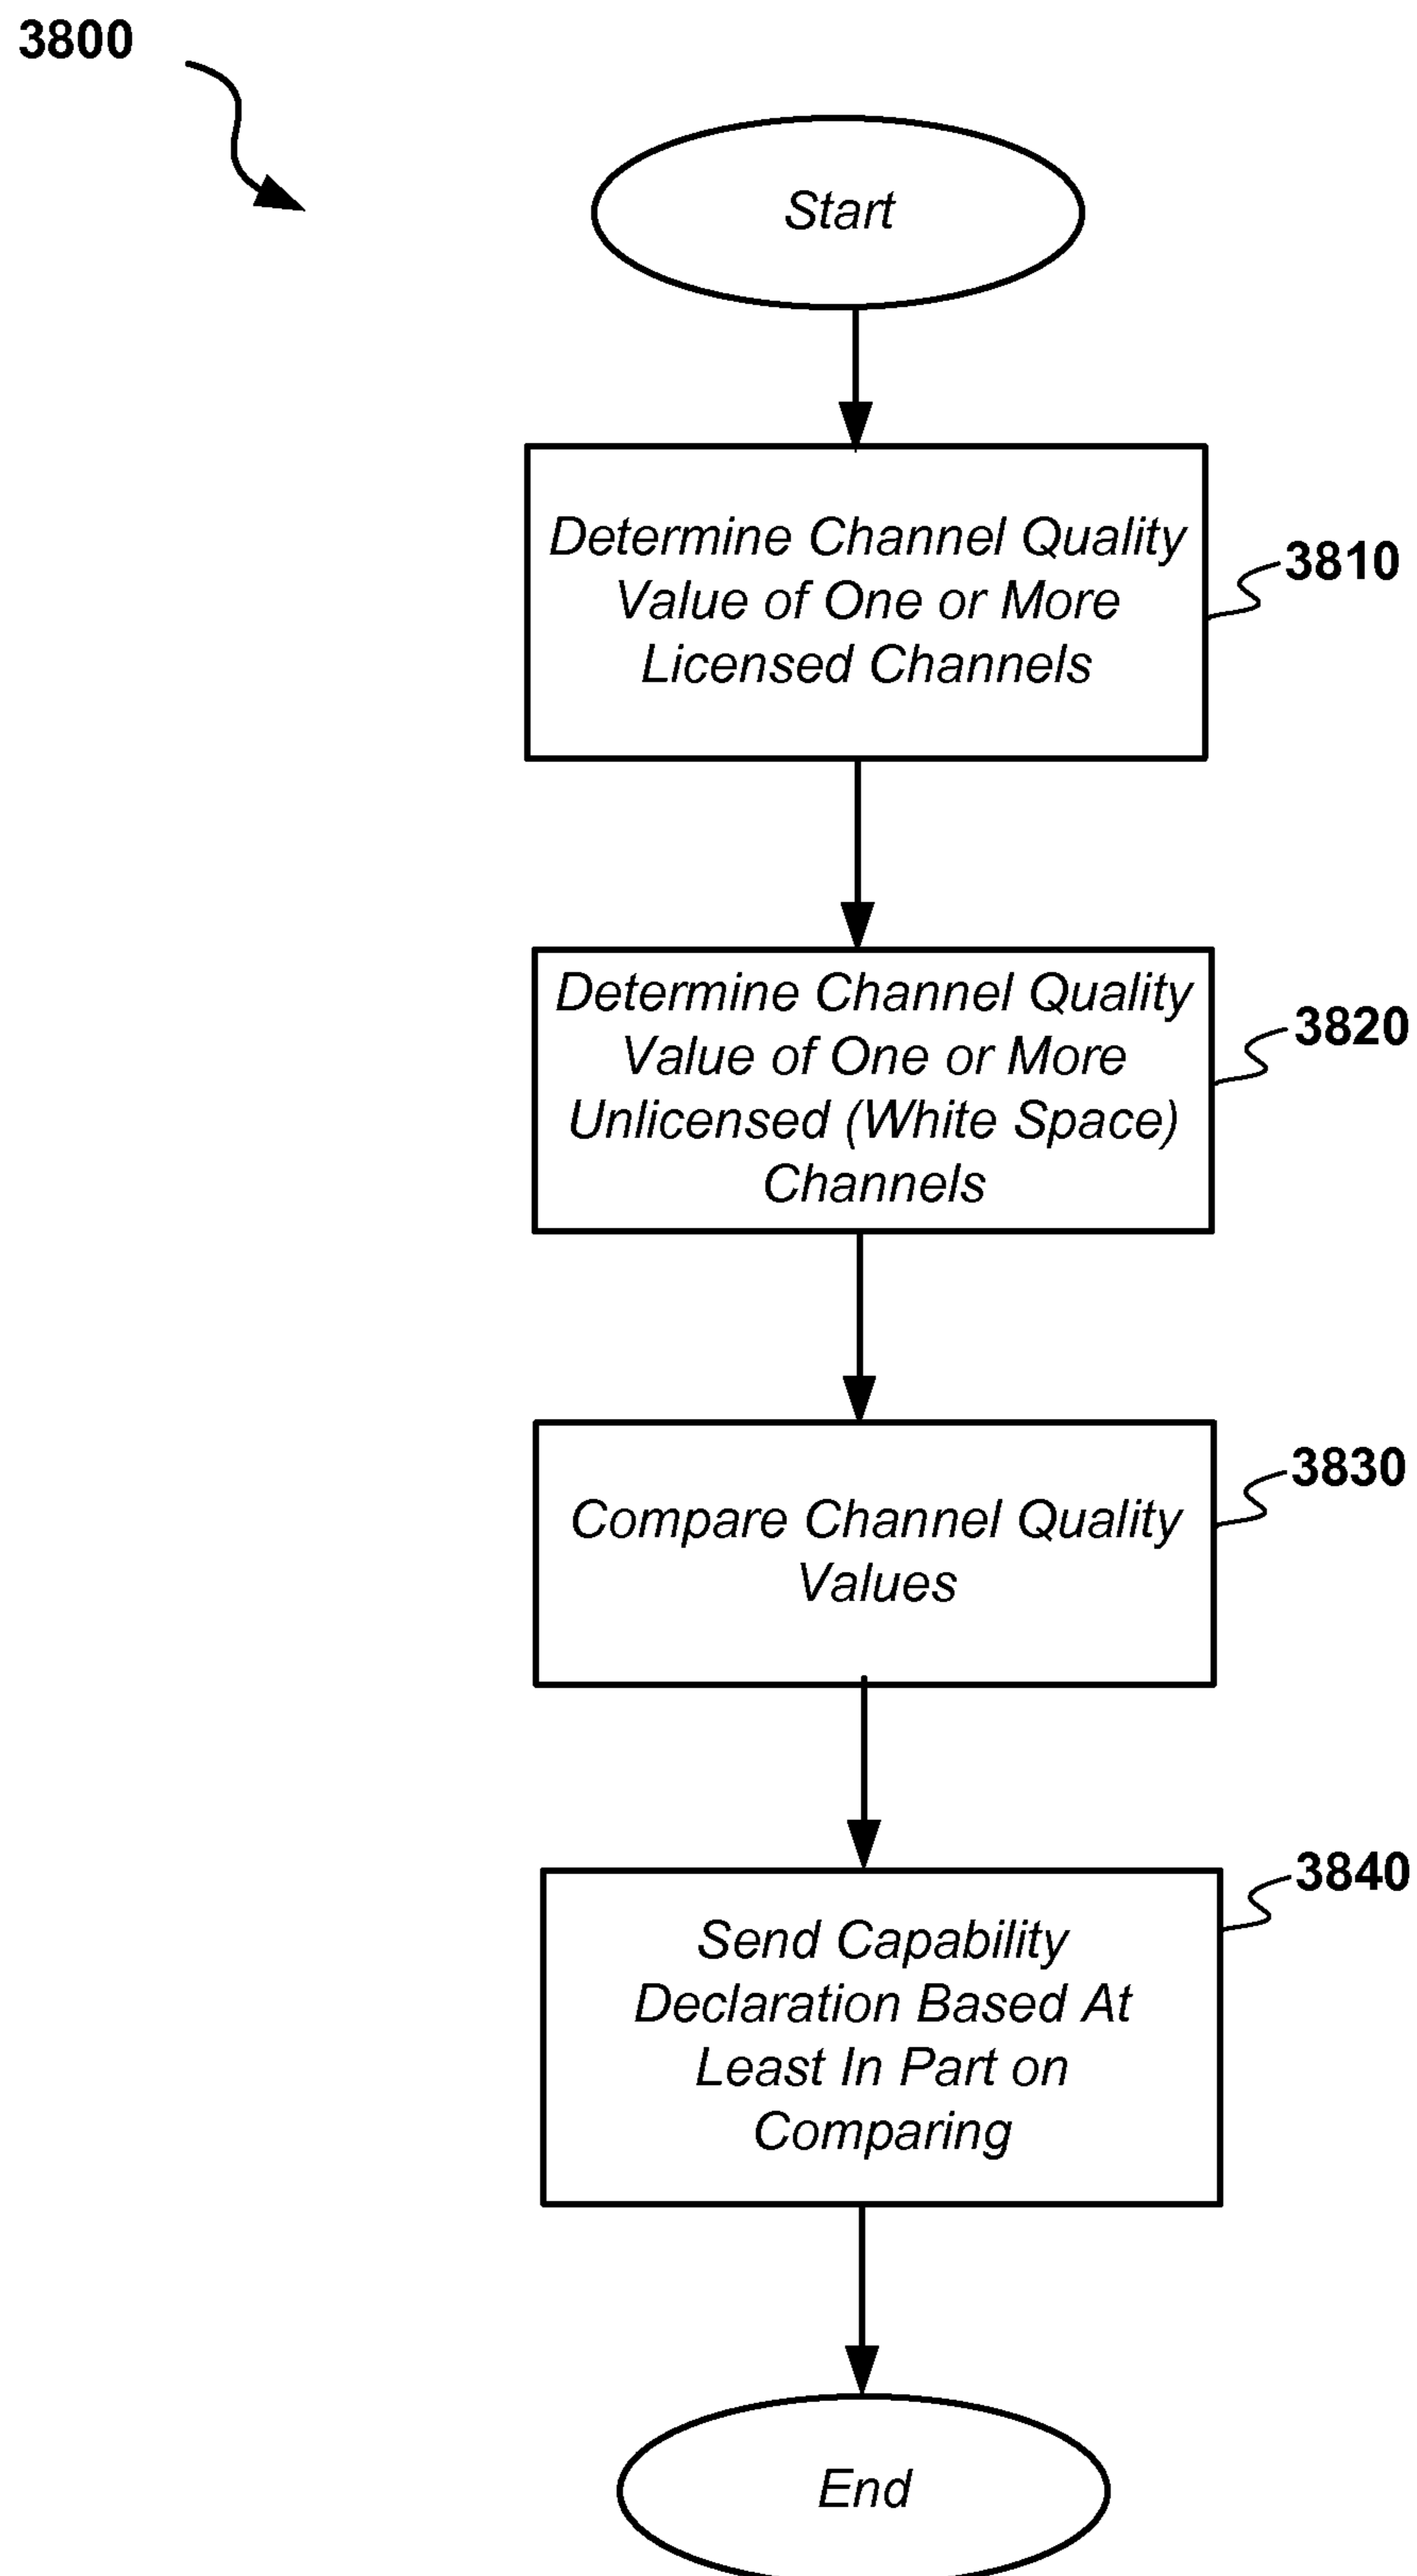 3800
Start
Determine Channel Quality
Value of One or More
Licensed Channels
3810
Determine Channel Quality
Value of One or More
Unlicensed (White Space)
Channels
3820
Compare Channel Quality
Values
3830
Send Capability
Declaration Based At
Least In Part on
Comparing
3840
End